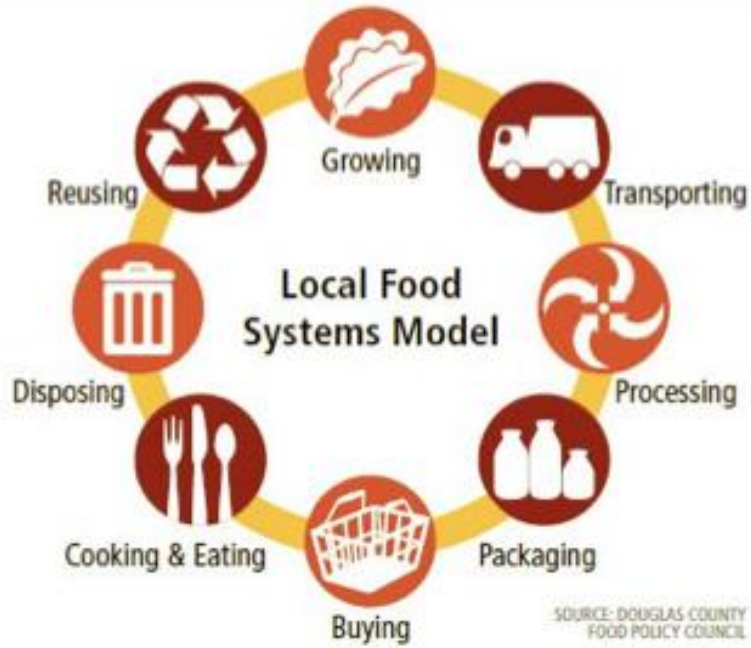 Growing
Transporting
Processing
Packaging
Buying
Cooking & Eating
Disposing
Reusing
Local Food
Systems Model
SOURCE: DOUGLAS COUNTY
FOOD POLICY COUNCIL